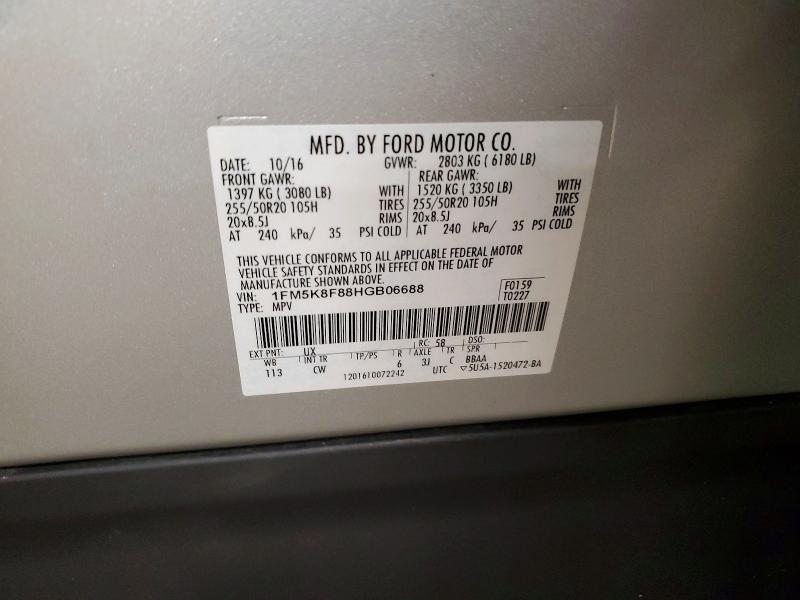 MFD. BY FORD MOTOR CO.
DATE: 10/16 GVWR: 2803 KG ( 6180 LB)
FRONT GAWR: REAR GAWR:
1397 KG ( 3080 LB) WITH 1520 KG ( 3350 LB) WITH
255/50R20 105H TIRES 255/50R20 105H TIRES
20x8.5J RIMS 20x8.5J RIMS
AT 240 kPa/ 35 PSI COLD AT 240 kPa/ 35 PSI COLD
THIS VEHICLE CONFORMS TO ALL APPLICABLE FEDERAL MOTOR
VEHICLE SAFETY STANDARDS IN EFFECT ON THE DATE OF
MANUFACTURE SHOWN ABOVE.
VIN: 1FM5K8F88HGB06688 F0159
TYPE: MPV T0227
EXT PNT: UX RC: 58 DSO:
WB INT TR TP/PS R AXLE TR SPR
113 CW 6 3J C BBAA
1201610072242 UTC ▽5U5A-1520472-BA